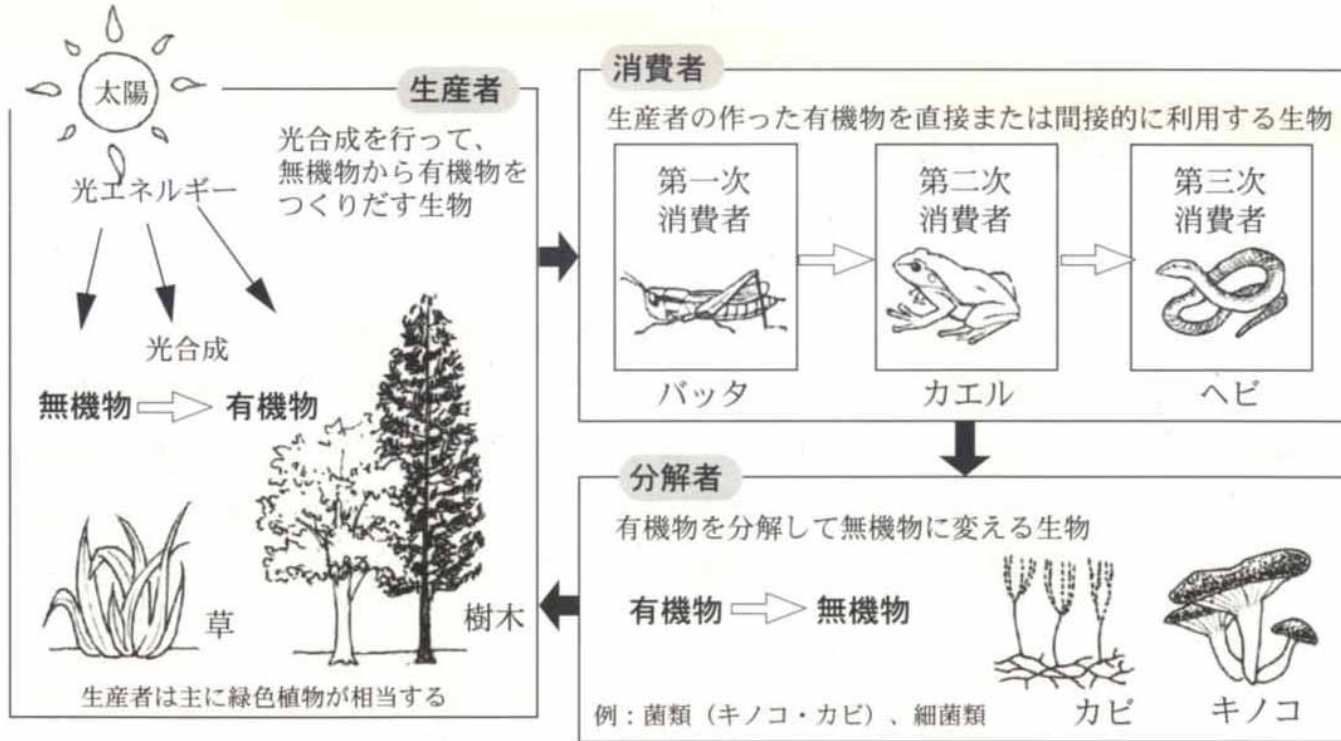 太陽
光エネルギー
生産者
光合成を行って、
無機物から有機物を
つくりだす生物
光合成
無機物
有機物
草
樹木
生産者は主に緑色植物が相当する
消費者
生産者の作った有機物を直接または間接的に利用する生物
第一次
消費者
バッタ
第二次
消費者
カエル
第三次
消費者
ヘビ
分解者
有機物を分解して無機物に変える生物
有機物
無機物
カビ
キノコ
例：菌類（キノコ・カビ）、細菌類